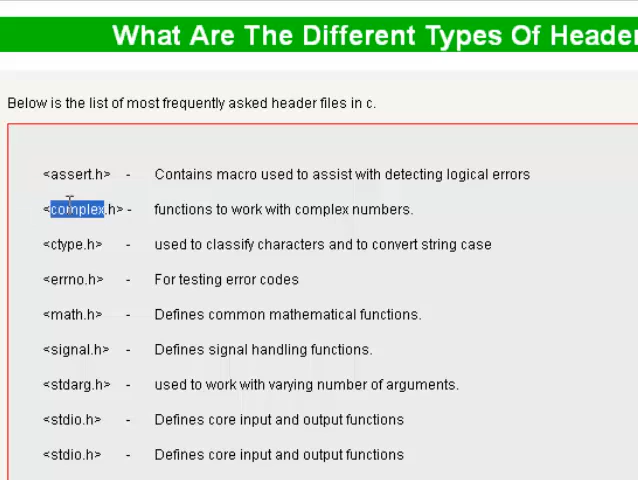 What Are The Different Types Of Header
Below is the list of most frequently asked header files in c.
<assert.h> - Contains macro used to assist with detecting logical errors
<complex.h> - functions to work with complex numbers.
<ctype.h> - used to classify characters and to convert string case
<errno.h> - For testing error codes
<math.h> - Defines common mathematical functions.
<signal.h> - Defines signal handling functions.
<stdarg.h> - used to work with varying number of arguments.
<stdio.h> - Defines core input and output functions
<stdio.h> - Defines core input and output functions